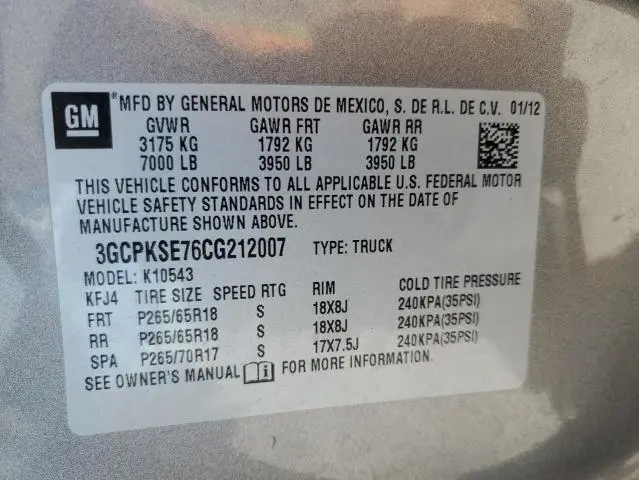 GM
® MFD BY GENERAL MOTORS DE MEXICO, S. DE R.L. DE C.V. 01/12
GVWR GAWR FRT GAWR RR
3175 KG 1792 KG 1792 KG
7000 LB 3950 LB 3950 LB
THIS VEHICLE CONFORMS TO ALL APPLICABLE U.S. FEDERAL MOTOR
VEHICLE SAFETY STANDARDS IN EFFECT ON THE DATE OF
MANUFACTURE SHOWN ABOVE.
3GCPKSE76CG212007 TYPE: TRUCK
MODEL: K10543
KFJ4 TIRE SIZE SPEED RTG RIM COLD TIRE PRESSURE
FRT P265/65R18 S 18X8J 240KPA(35PSI)
RR P265/65R18 S 18X8J 240KPA(35PSI)
SPA P265/70R17 S 17X7.5J 240KPA(35PSI)
SEE OWNER'S MANUAL FOR MORE INFORMATION.